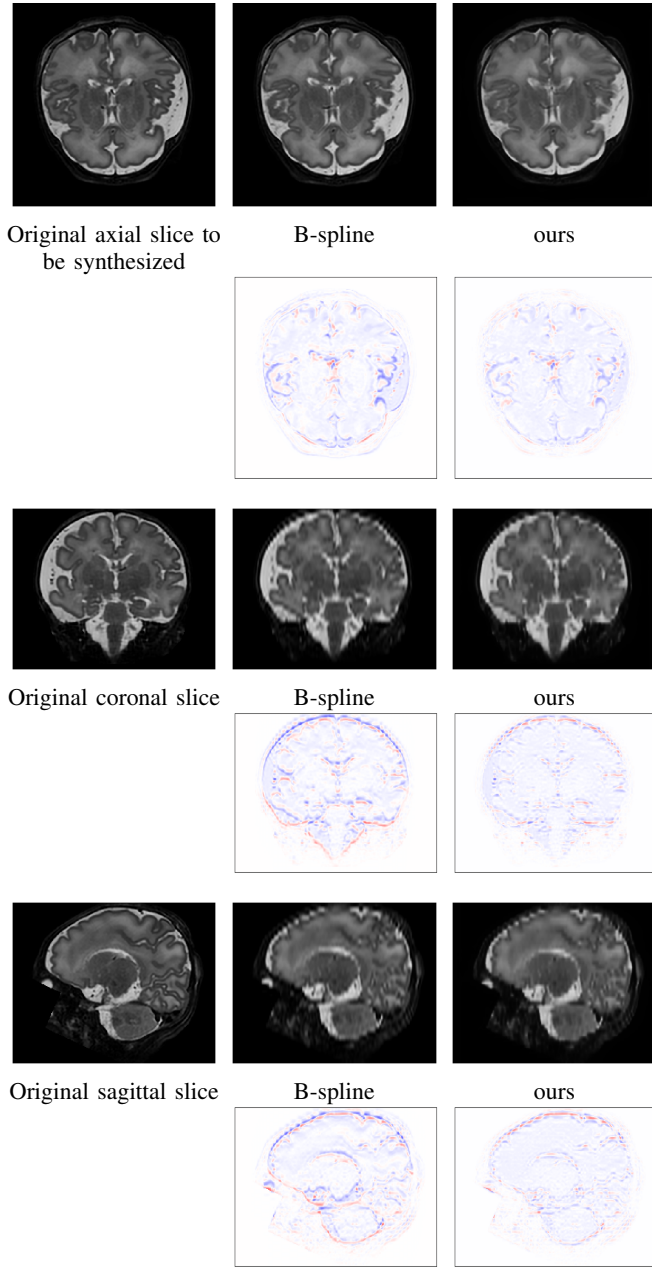 Original axial slice to
be synthesized
B-spline
ours
Original coronal slice
B-spline
ours
Original sagittal slice
B-spline
ours